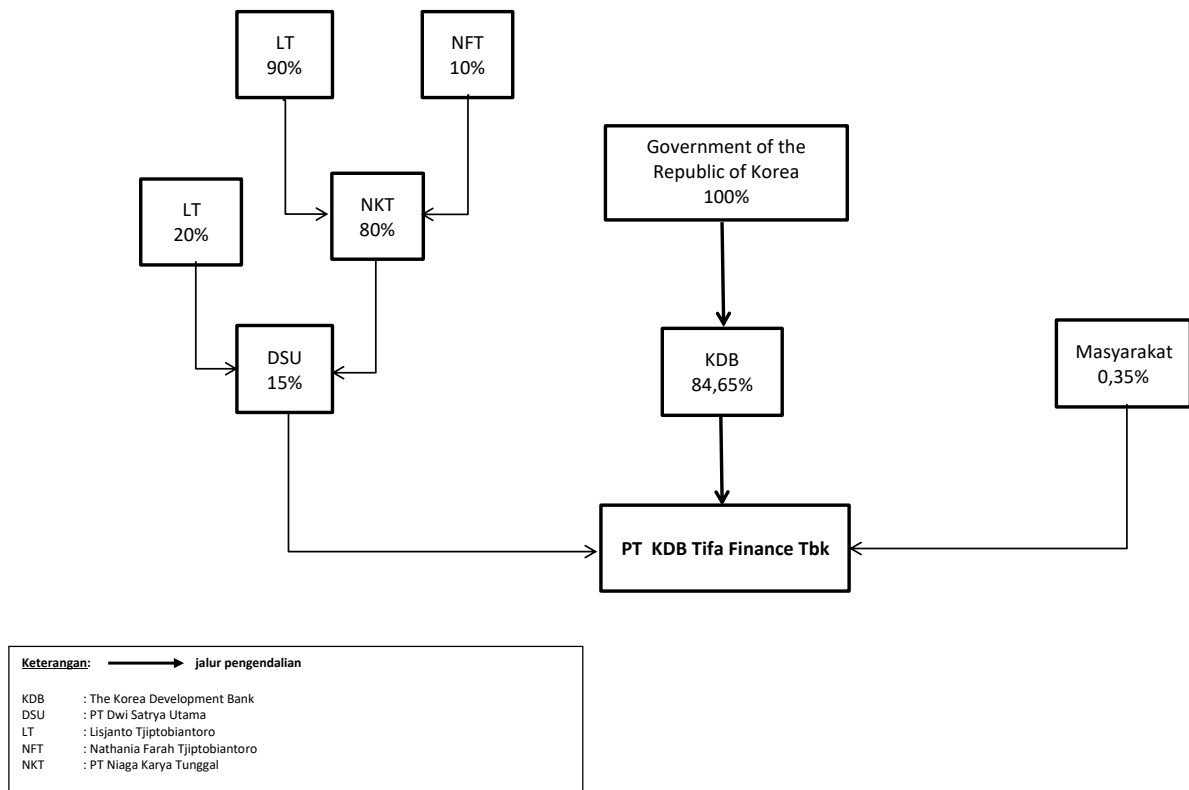 LT
90%
NFT
10%
Government of the
Republic of Korea
100%
LT
20%
NKT
80%
DSU
15%
KDB
84,65%
Masyarakat
0,35%
PT KDB Tifa Finance Tbk
Keterangan: jalur pengendalian
KDB : The Korea Development Bank
DSU : PT Dwi Satrya Utama
LT : Lisjanto Tjiptobiantoro
NFT : Nathania Farah Tjiptobiantoro
NKT : PT Niaga Karya Tunggal